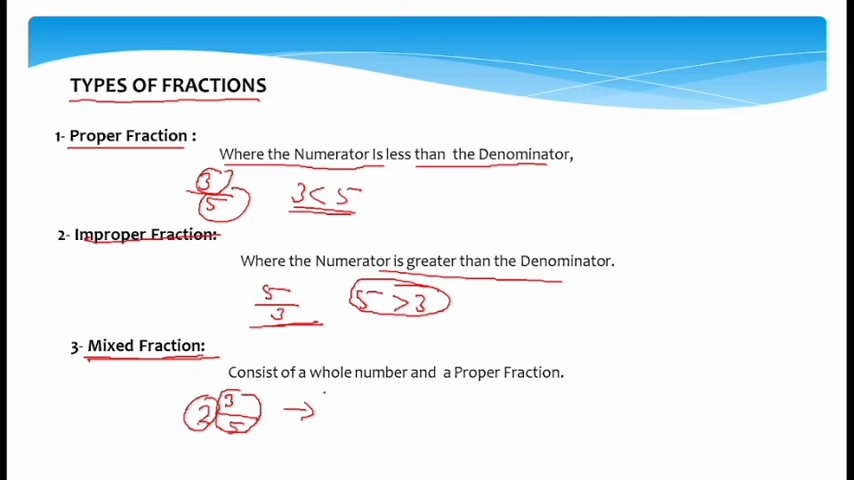 TYPES OF FRACTIONS
1- Proper Fraction :
Where the Numerator Is less than the Denominator,
3
5
3 < 5
2- Improper Fraction:
Where the Numerator is greater than the Denominator.
5
3
5 > 3
3- Mixed Fraction:
Consist of a whole number and a Proper Fraction.
2 3
5
→